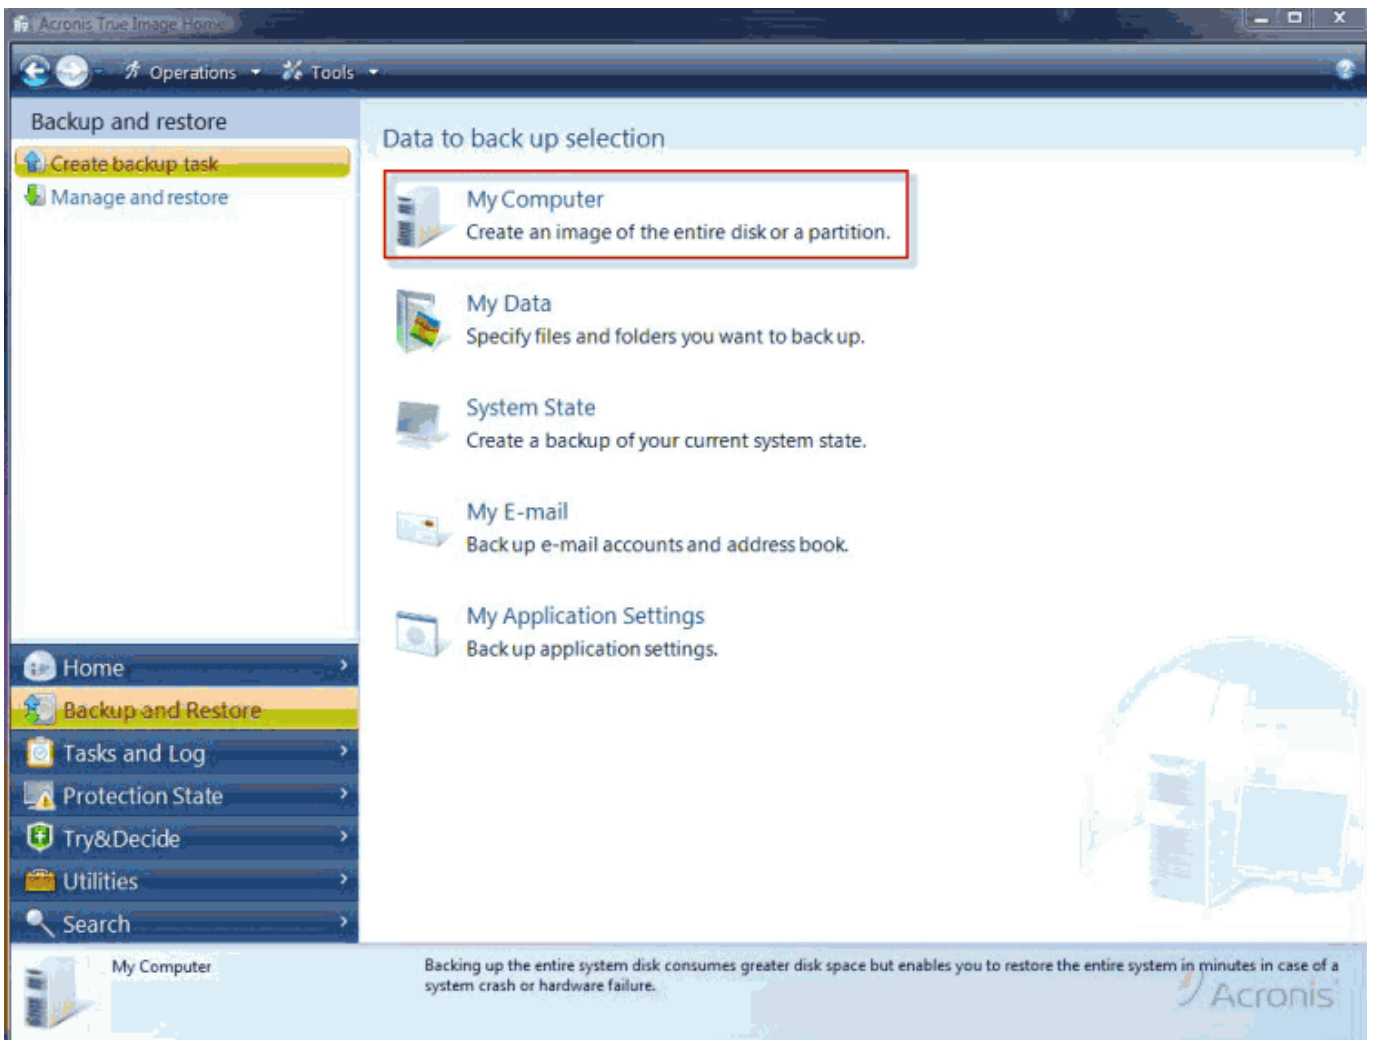 Acronis True Image Home
Operations Tools
Backup and restore
Create backup task
Manage and restore
Data to back up selection
My Computer
Create an image of the entire disk or a partition.
My Data
Specify files and folders you want to back up.
System State
Create a backup of your current system state.
My E-mail
Back up e-mail accounts and address book.
My Application Settings
Back up application settings.
Home
Backup and Restore
Tasks and Log
Protection State
Try&Decide
Utilities
Search
My Computer
Backing up the entire system disk consumes greater disk space but enables you to restore the entire system in minutes in case of a
system crash or hardware failure.
Acronis